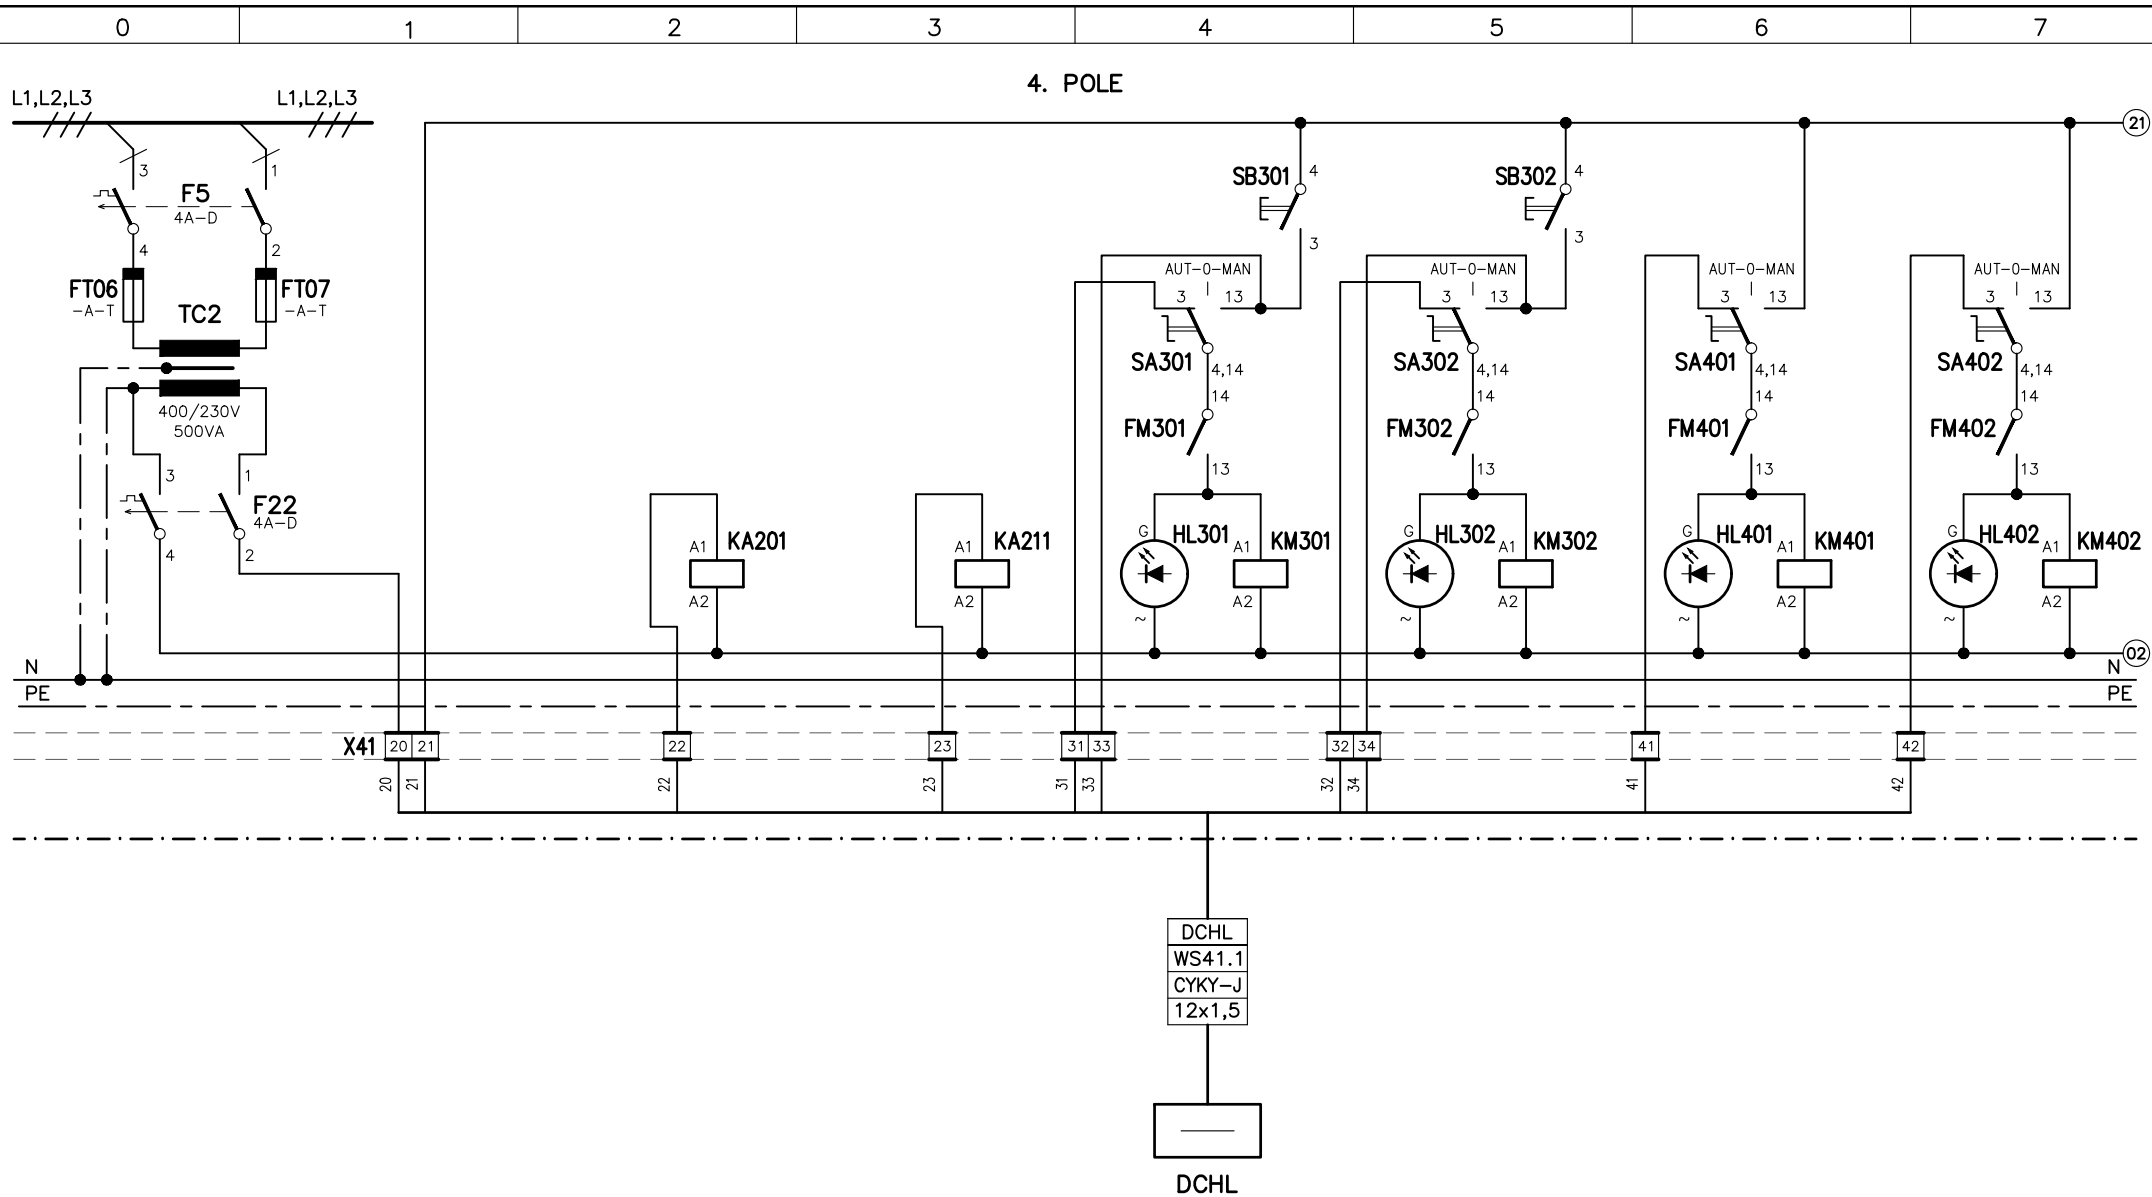 0 1 2 3 4 5 6 7
4. POLE
L1,L2,L3 L1,L2,L3
21
3 1
SB301 4 SB302 4
F5
4A-D
4 2
3 3
FT06 FT07
-A-T -A-T
TC2
AUT-0-MAN AUT-0-MAN AUT-0-MAN AUT-0-MAN
3 13 3 13 3 13 3 13
SA301 SA302 SA401 SA402
4,14 4,14 4,14 4,14
14 14 14 14
400/230V
500VA
FM301 FM302 FM401 FM402
13 13 13 13
3 1
F22
4A-D
4 2
G HL301 G HL302 G HL401 G HL402
A1 KA201 A1 KA211 A1 KM301 A1 KM302 A1 KM401 A1 KM402
A2 A2 A2 A2 A2 A2
~ ~ ~ ~
02
N N
PE PE
X41 20 21 22 23 31 33 32 34 41 42
20 21 22 23 31 33 32 34 41 42
DCHL
WS41.1
CYKY-J
12x1,5
DCHL